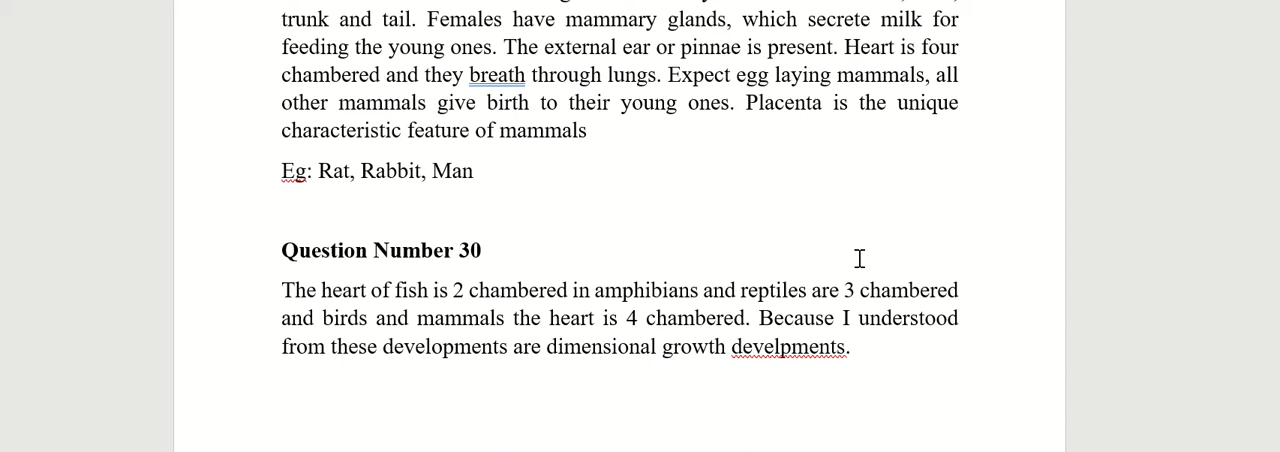 trunk and tail. Females have mammary glands, which secrete milk for
feeding the young ones. The external ear or pinnae is present. Heart is four
chambered and they breath through lungs. Expect egg laying mammals, all
other mammals give birth to their young ones. Placenta is the unique
characteristic feature of mammals
Eg: Rat, Rabbit, Man
Question Number 30
The heart of fish is 2 chambered in amphibians and reptiles are 3 chambered
and birds and mammals the heart is 4 chambered. Because I understood
from these developments are dimensional growth develpments.